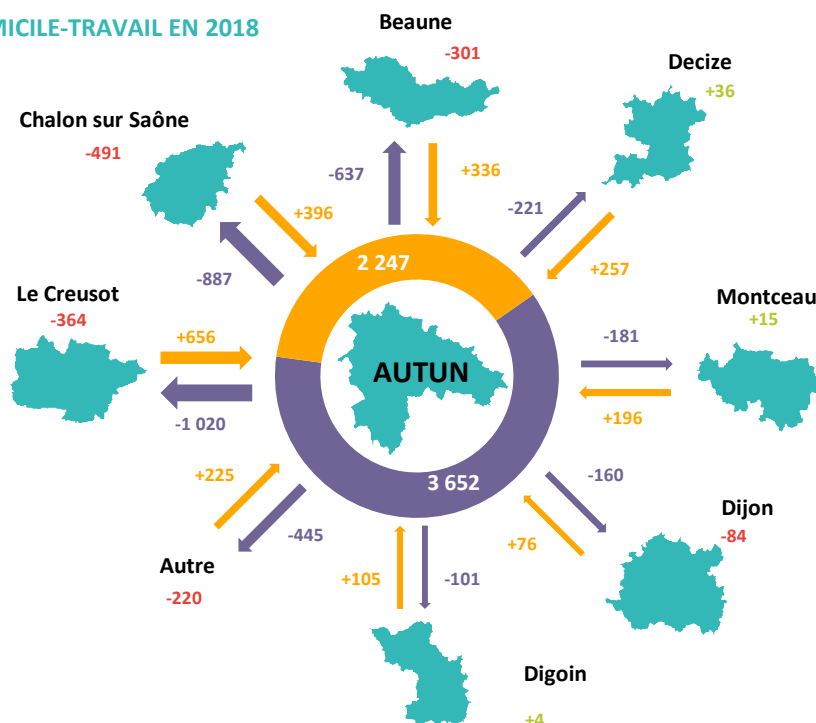 MICILE-TRAVAIL EN 2018
Beaune
-301
Decize
+36
Chalon sur Saône
-491
-637
+336
-221
+396
+257
-887
2 247
Le Creusot
-364
+656
-1 020
AUTUN
Montceau
+15
-181
+196
3 652
+225
-445
-160
+76
Dijon
-84
Autre
-220
+105
-101
Digoin
+4